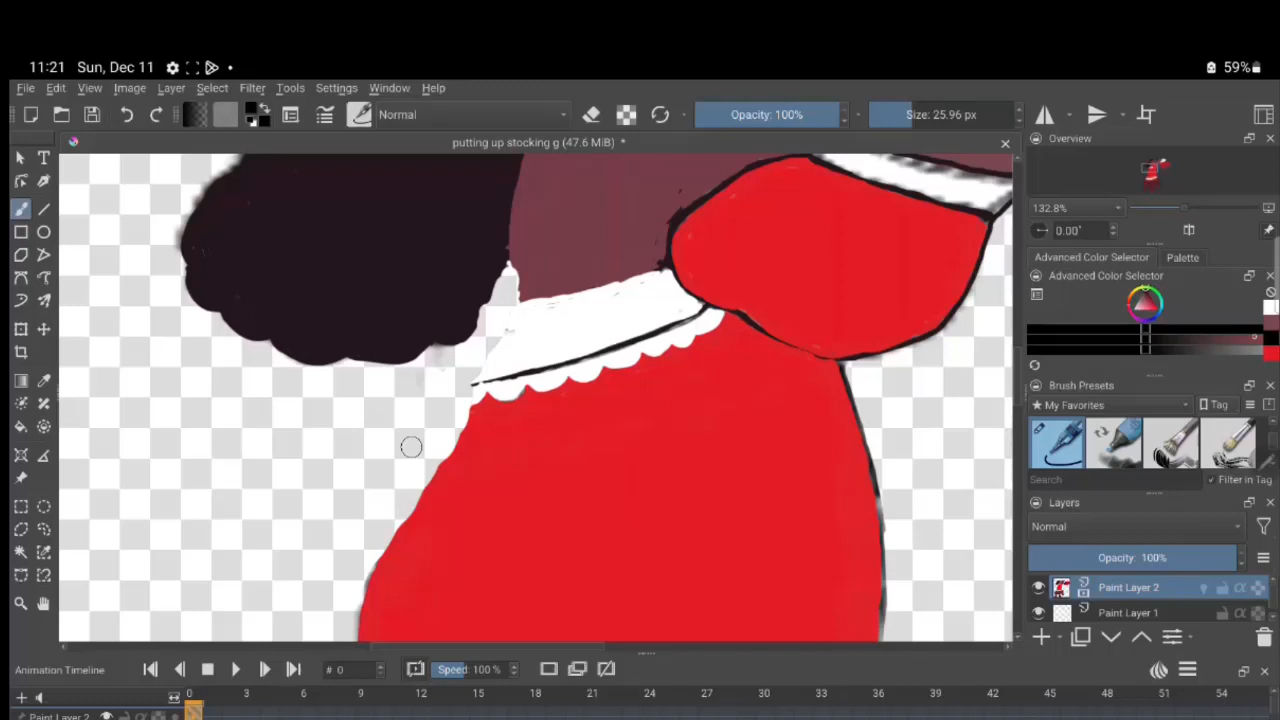 11:21 Sun, Dec 11
59%
File Edit View Image Layer Select Filter Tools Settings Window Help
Normal
Opacity: 100%
Size: 25.96 px
putting up stocking g (47.6 MiB) *
Overview
132.8%
0.00°
Advanced Color Selector Palette
Advanced Color Selector
Brush Presets
★ My Favorites
Tag
Search
Filter in Tag
Layers
Normal
Opacity: 100%
Paint Layer 2
Paint Layer 1
Animation Timeline
# 0
Speed: 100 %
0 3 6 9 12 15 18 21 24 27 30 33 36 39 42 45 48 51 54
Paint Layer 2